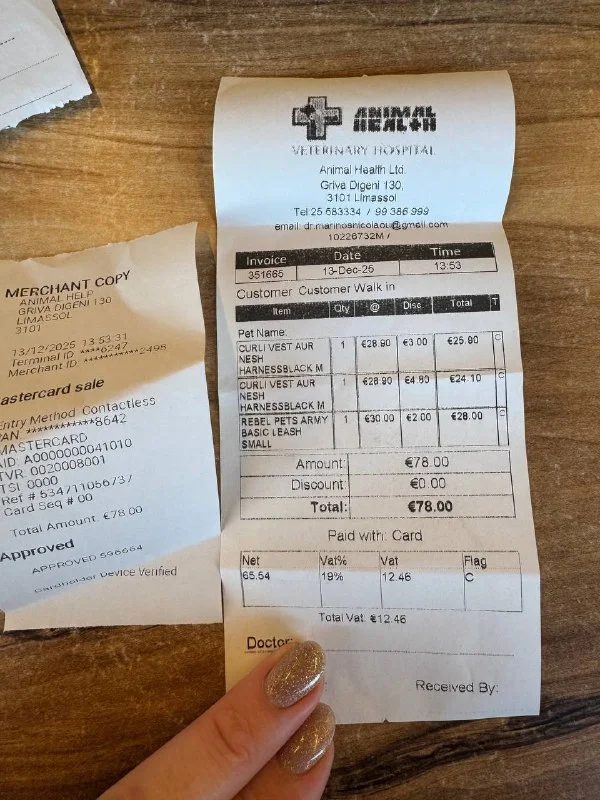 MERCHANT COPY
ANIMAL HELP
GRIVA DIGENI 130
LIMASSOL
3101
13/12/2025 13:53:31
Terminal ID ****6247
Merchant ID: ***********2498
astercard sale
Entry Method Contactless
PAN ************8642
MASTERCARD
AID A0000000041010
TVR 0020008001
TSI 0000
Ref # 534711056737
Card Seq # 00
Total Amount €78.00
Approved
APPROVED
Cardholder Device Verified
ANIMAL
HEALTH
VETERINARY HOSPITAL
Animal Health Ltd.
Griva Digeni 130,
3101 Limassol
Tel:25 583334 / 99 386 999
email: dr.marinosnicolaou@gmail.com
10226732M /
Invoice Date Time
351665 13-Dec-25 13:53
Customer Customer Walk in
Item Qty @ Disc. Total T
Pet Name:
CURLI VEST AUR 1 €28.90 €3.00 €25.90 C
NESH
HARNESSBLACK M
CURLI VEST AUR 1 €28.90 €4.80 €24.10 C
NESH
HARNESSBLACK M
REBEL PETS ARMY 1 €30.00 €2.00 €28.00 C
BASIC LEASH
SMALL
Amount: €78.00
Discount: €0.00
Total: €78.00
Paid with: Card
Net Vat% Vat Flag
65.54 19% 12.46 C
Total Vat: €12.46
Doctor
Received By: